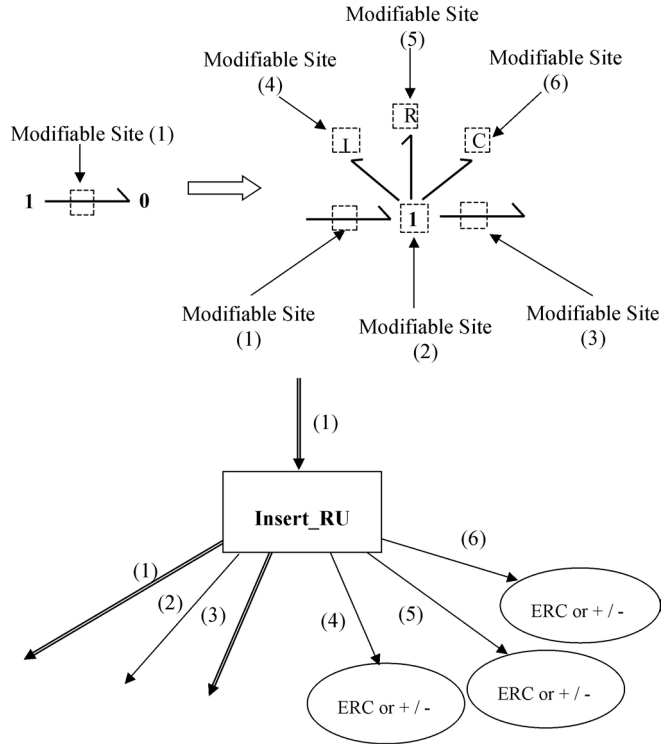 Modifiable Site
(5)
Modifiable Site
(4)
Modifiable Site
(6)
Modifiable Site (1)
R
I
C
1
0
1
Modifiable Site
(1)
Modifiable Site
(2)
Modifiable Site
(3)
(1)
Insert_RU
(1)
(2)
(3)
(4)
(5)
(6)
ERC or + / -
ERC or + / -
ERC or + / -